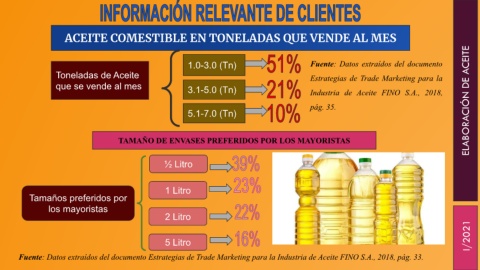 INFORMACIÓN RELEVANTE DE CLIENTES
ACEITE COMESTIBLE EN TONELADAS QUE VENDE AL MES
Toneladas de Aceite
que se vende al mes
1.0-3.0 (Tn)
51%
3.1-5.0 (Tn)
21%
5.1-7.0 (Tn)
10%
Fuente: Datos extraídos del documento
Estrategias de Trade Marketing para la
Industria de Aceite FINO S.A., 2018,
pág. 35.
TAMAÑO DE ENVASES PREFERIDOS POR LOS MAYORISTAS
Tamaños preferidos por
los mayoristas
½ Litro
39%
1 Litro
23%
2 Litro
22%
5 Litro
16%
Fuente: Datos extraídos del documento Estrategias de Trade Marketing para la Industria de Aceite FINO S.A., 2018, pág. 33.
ELABORACIÓN DE ACEITE
I/2021